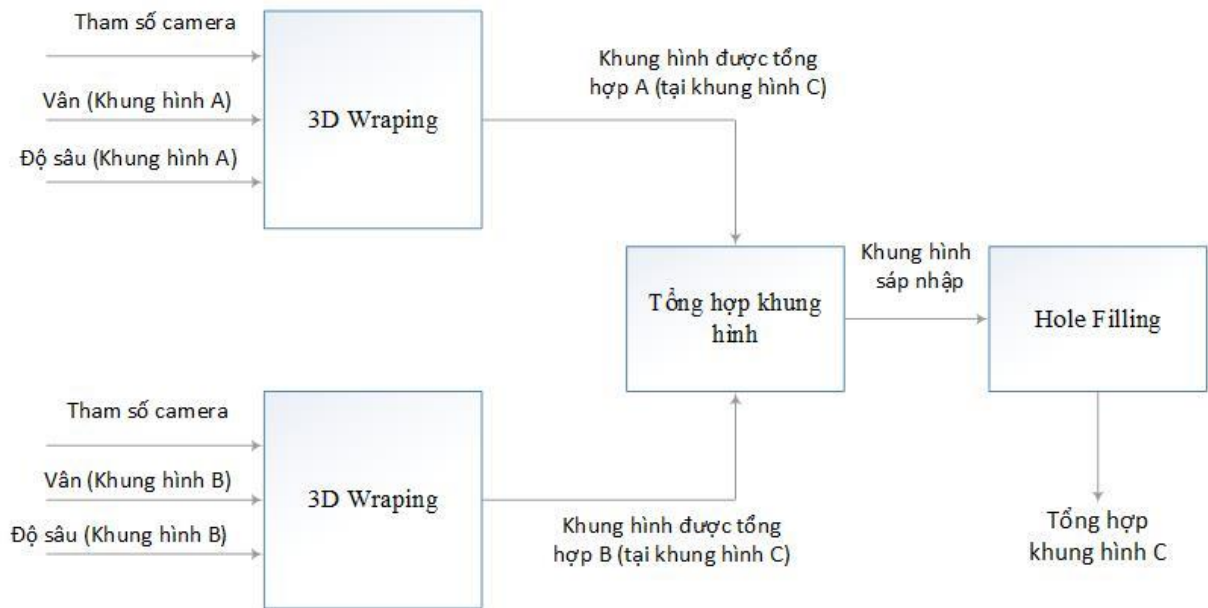 Tham số camera
Vân (Khung hình A)
Độ sâu (Khung hình A)
3D Wraping
Khung hình được tổng
hợp A (tại khung hình C)
Tổng hợp khung
hình
Khung hình
sáp nhập
Hole Filling
Tham số camera
Vân (Khung hình B)
Độ sâu (Khung hình B)
3D Wraping
Khung hình được tổng
hợp B (tại khung hình C)
Tổng hợp
khung hình C